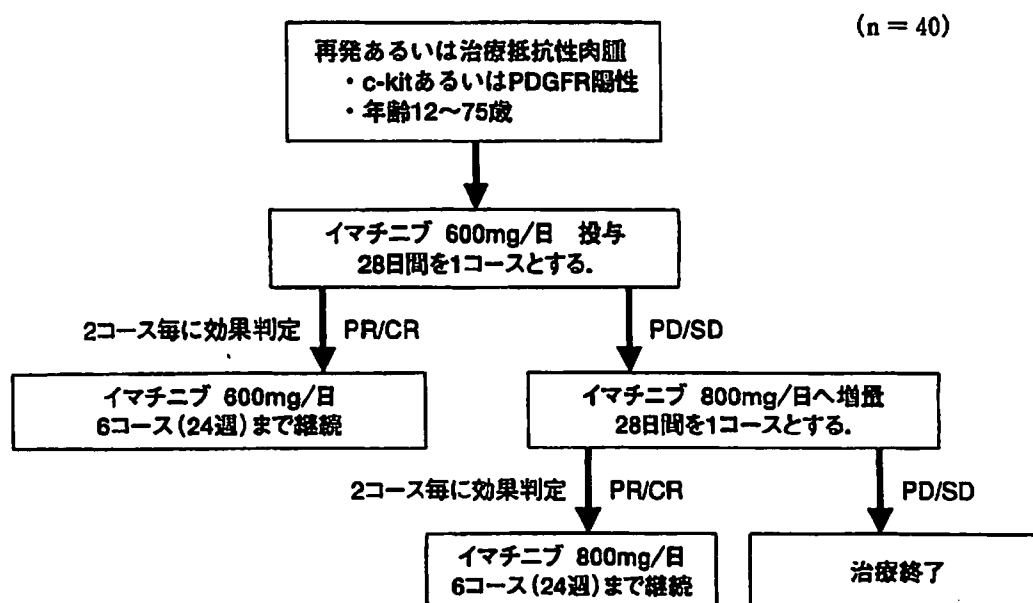 (n = 40)
再発あるいは治療抵抗性肉腫
・c-kitあるいはPDGFR陽性
・年齢12〜75歳
イマチニブ 600mg/日 投与
28日間を1コースとする.
2コース毎に効果判定 PR/CR
PD/SD
イマチニブ 600mg/日
6コース(24週)まで継続
イマチニブ 800mg/日へ増量
28日間を1コースとする.
2コース毎に効果判定 PR/CR
PD/SD
イマチニブ 800mg/日
6コース(24週)まで継続
治療終了